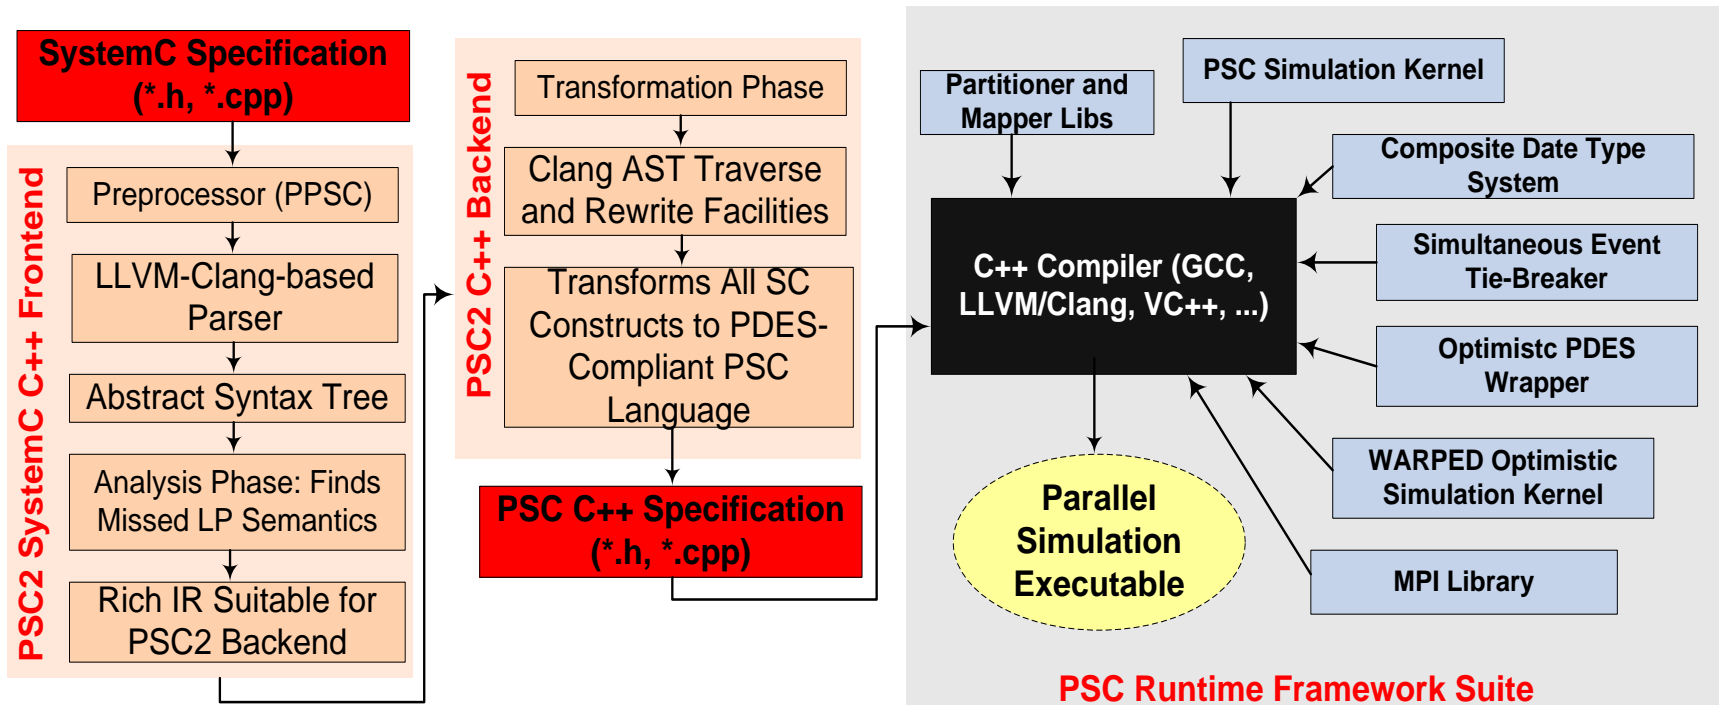 SystemC Specification
(*.h, *.cpp)
PSC2 SystemC C++ Frontend
Preprocessor (PPSC)
LLVM-Clang-based
Parser
Abstract Syntax Tree
Analysis Phase: Finds
Missed LP Semantics
Rich IR Suitable for
PSC2 Backend
PSC2 C++ Backend
Transformation Phase
Clang AST Traverse
and Rewrite Facilities
Transforms All SC
Constructs to PDES-
Compliant PSC
Language
PSC C++ Specification
(*.h, *.cpp)
Partitioner and
Mapper Libs
PSC Simulation Kernel
Composite Date Type
System
Simultaneous Event
Tie-Breaker
Optimistc PDES
Wrapper
WARPED Optimistic
Simulation Kernel
MPI Library
C++ Compiler (GCC,
LLVM/Clang, VC++, ...)
Parallel
Simulation
Executable
PSC Runtime Framework Suite